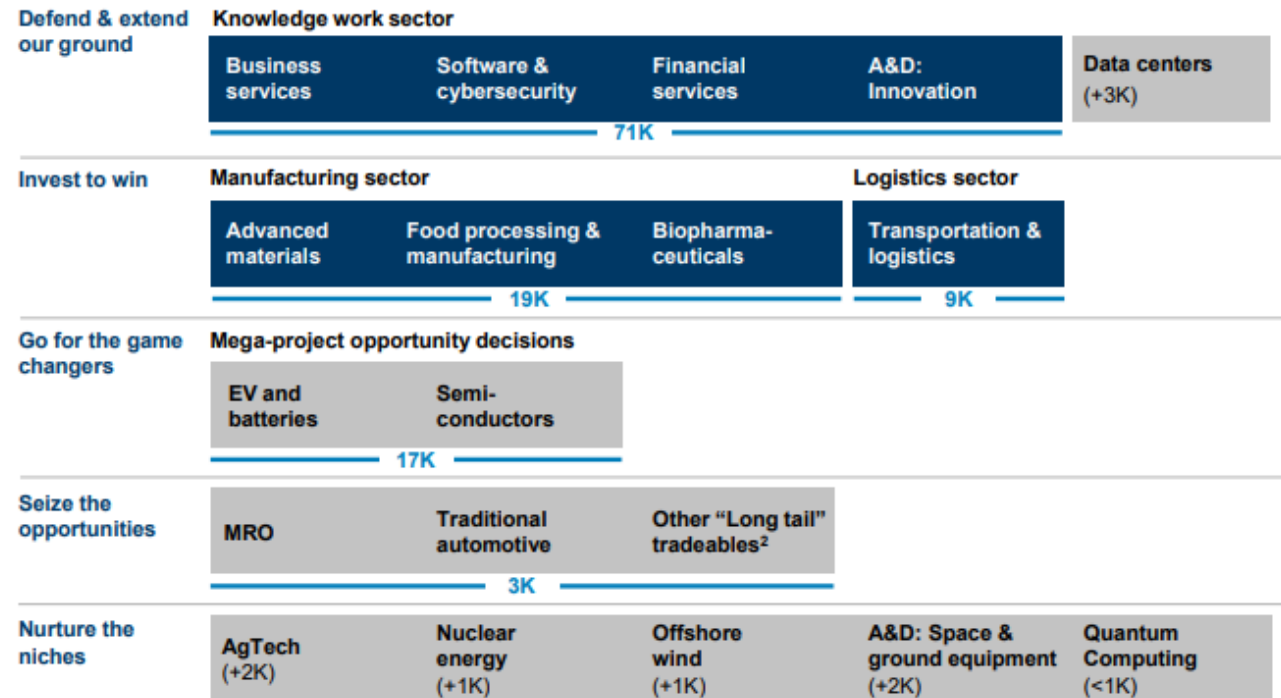 Defend & extend
our ground
Knowledge work sector
Business
services
Software &
cybersecurity
Financial
services
A&D:
Innovation
Data centers
(+3K)
71K
Invest to win
Manufacturing sector
Logistics sector
Advanced
materials
Food processing &
manufacturing
Biopharma-
ceuticals
Transportation &
logistics
19K
9K
Go for the game
changers
Mega-project opportunity decisions
EV and
batteries
Semi-
conductors
17K
Seize the
opportunities
MRO
Traditional
automotive
Other “Long tail”
tradeables²
3K
Nurture the
niches
AgTech
(+2K)
Nuclear
energy
(+1K)
Offshore
wind
(+1K)
A&D: Space &
ground equipment
(+2K)
Quantum
Computing
(<1K)